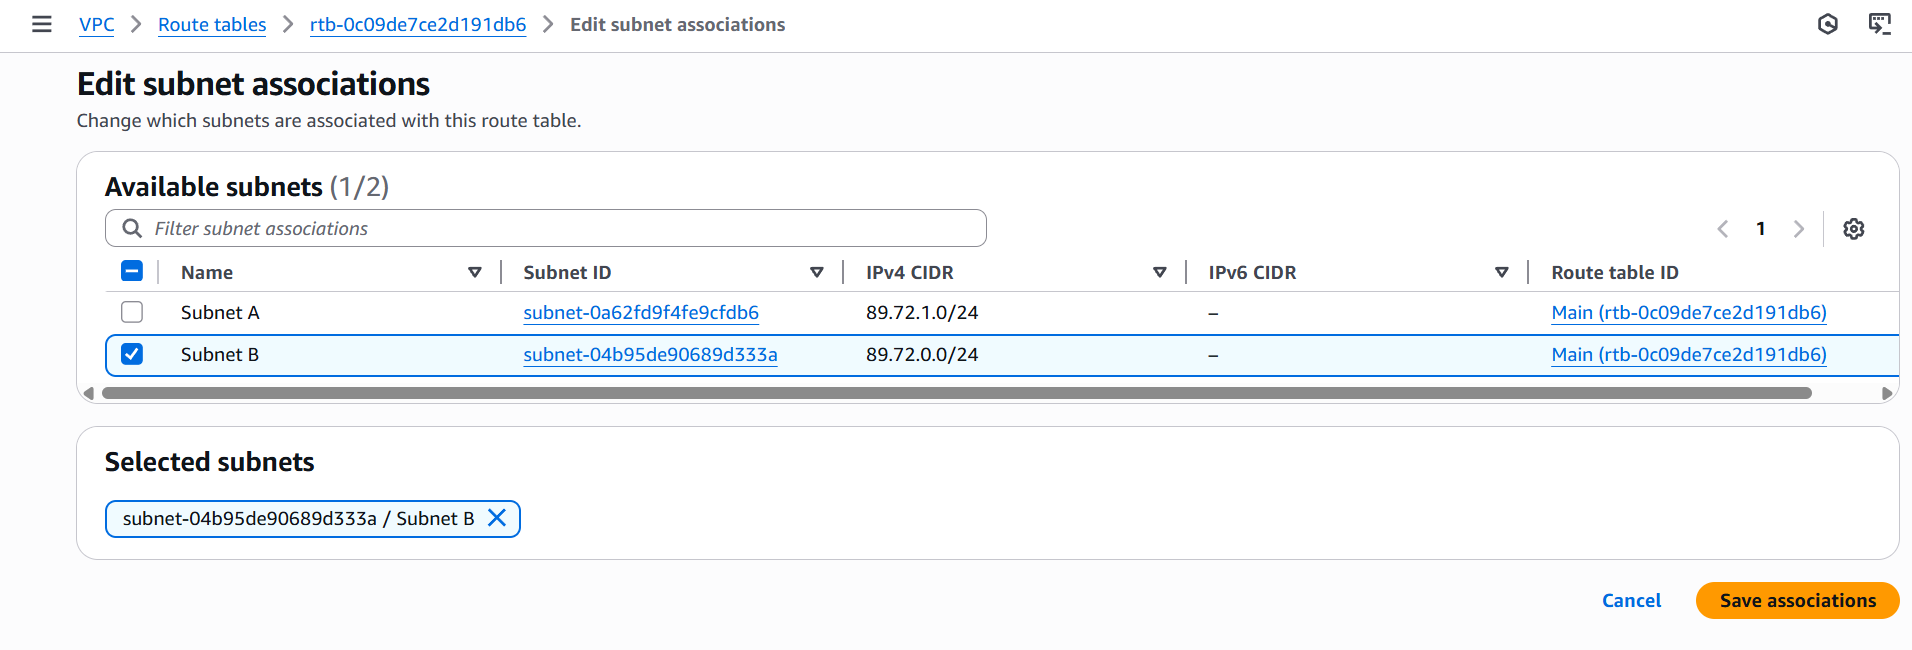 VPC > Route tables > rtb-0c09de7ce2d191db6 > Edit subnet associations
Edit subnet associations
Change which subnets are associated with this route table.
Available subnets (1/2)
Filter subnet associations
1
Name Subnet ID IPv4 CIDR IPv6 CIDR Route table ID
Subnet A subnet-0a62fd9f4fe9cfdb6 89.72.1.0/24 – Main (rtb-0c09de7ce2d191db6)
Subnet B subnet-04b95de90689d333a 89.72.0.0/24 – Main (rtb-0c09de7ce2d191db6)
Selected subnets
subnet-04b95de90689d333a / Subnet B
Cancel Save associations